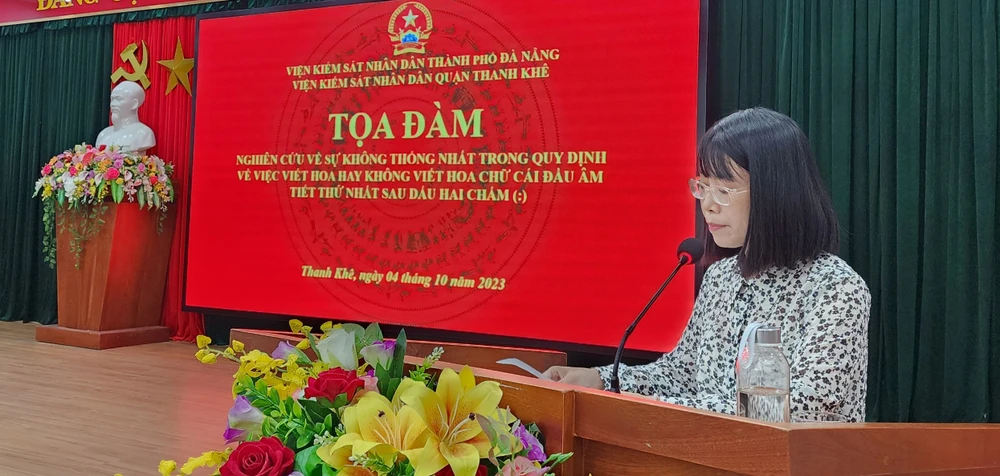 VIỆN KIỂM SÁT NHÂN DÂN THÀNH PHỐ ĐÀ NẴNG
VIỆN KIỂM SÁT NHÂN DÂN QUẬN THANH KHÊ
TỌA ĐÀM
NGHIÊN CỨU VỀ SỰ KHÔNG THỐNG NHẤT TRONG QUY ĐỊNH
VỀ VIỆC VIẾT HOA HAY KHÔNG VIẾT HOA CHỮ CÁI ĐẦU ÂM
TIẾT THỨ NHẤT SAU DẤU HAI CHẤM (:)
Thanh Khê, ngày 04 tháng 10 năm 2023